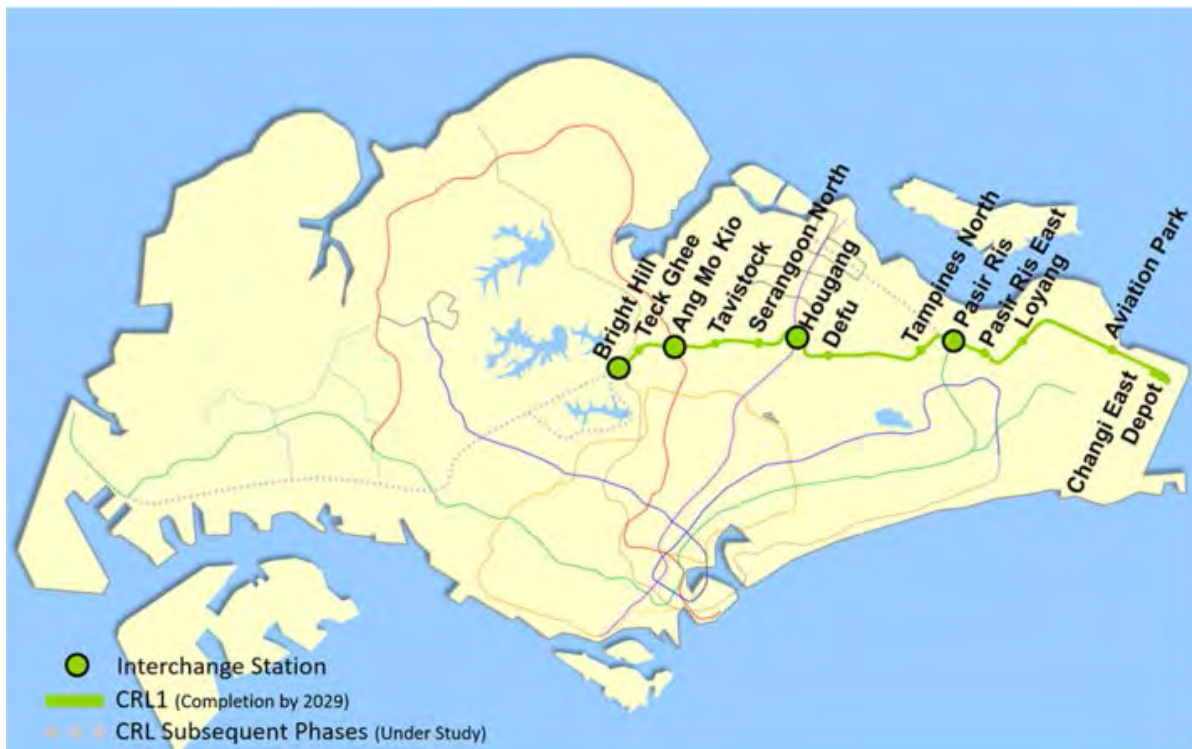 Bright Hill
Teck Ghee
Ang Mo Kio
Tavistock
Serangoon North
Hougang
Defu
Tampines North
Pasir Ris
Pasir Ris East
Loyang
Aviation Park
Changi East
Depot
Interchange Station
CRL1 (Completion by 2029)
CRL Subsequent Phases (Under Study)